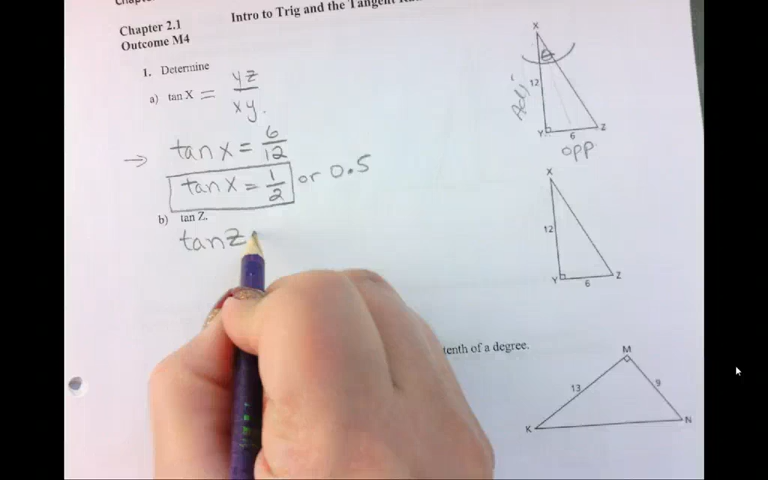 Intro to Trig and the Tangent
Chapter 2.1
Outcome M4
1. Determine
a) tan X = yz
xy.
→ tan x = 6
12
tan x = 1
2 or 0.5
b) tan Z.
tan z
X
θ
12
Adj
Y
6
Z
opp
X
12
Y
6
Z
tenth of a degree.
M
13
9
K
N